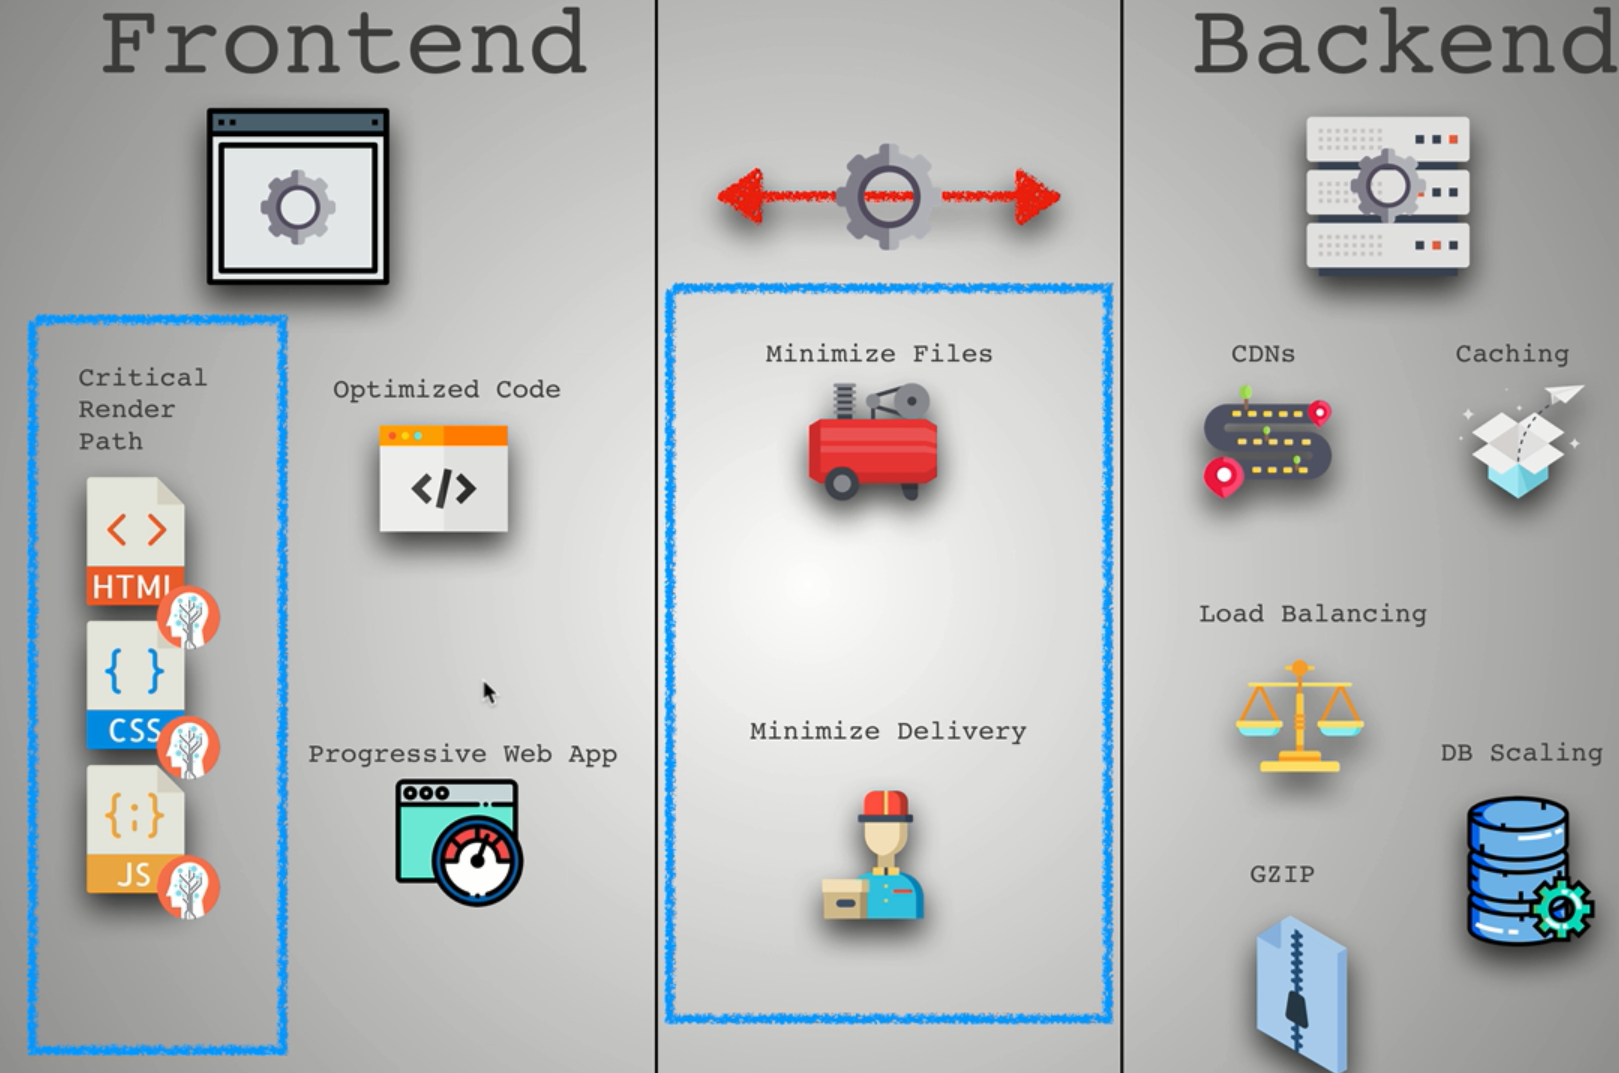 Frontend
Backend
Critical
Render
Path
HTML
CSS
JS
Optimized Code
Progressive Web App
Minimize Files
Minimize Delivery
CDNs
Caching
Load Balancing
DB Scaling
GZIP